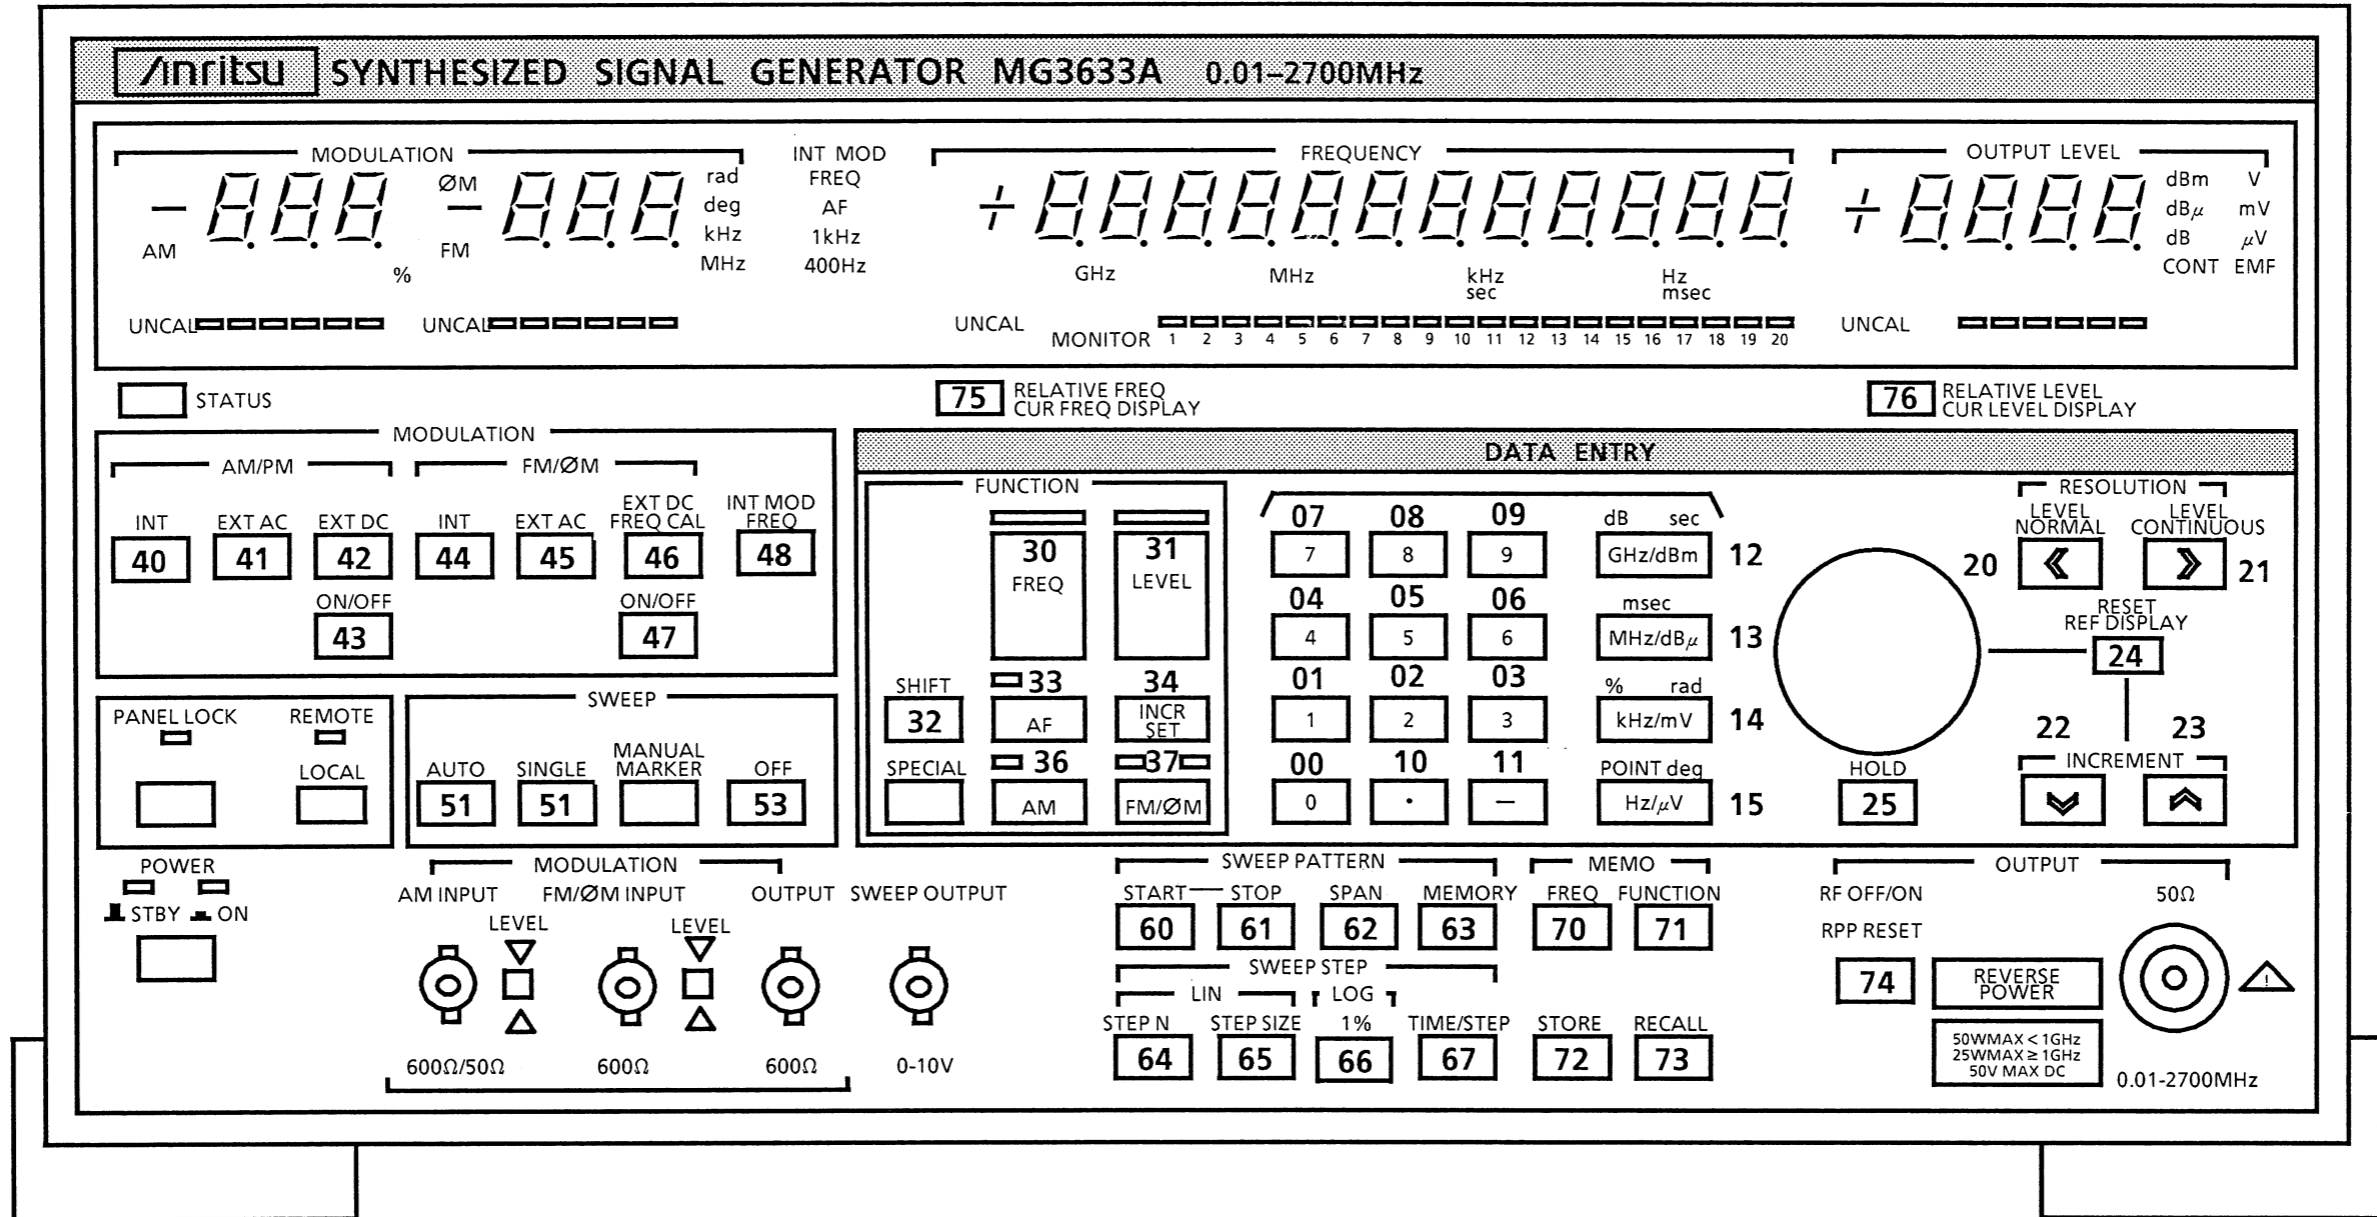 Anritsu SYNTHESIZED SIGNAL GENERATOR MG3633A 0.01–2700MHz
MODULATION
INT MOD
FREQUENCY
OUTPUT LEVEL
ØM
rad
FREQ
dBm V
deg
AF
dBμ mV
AM
FM
kHz
1kHz
dB μV
%
MHz
400Hz
GHz
MHz
kHz
sec
Hz
msec
CONT EMF
UNCAL
UNCAL
UNCAL
MONITOR 1 2 3 4 5 6 7 8 9 10 11 12 13 14 15 16 17 18 19 20
UNCAL
STATUS
75 RELATIVE FREQ
CUR FREQ DISPLAY
76 RELATIVE LEVEL
CUR LEVEL DISPLAY
MODULATION
AM/PM
FM/ØM
INT
EXT AC
EXT DC
INT
EXT AC
EXT DC
FREQ CAL
INT MOD
FREQ
40 41 42 44 45 46 48
ON/OFF
ON/OFF
43
47
PANEL LOCK
REMOTE
LOCAL
SWEEP
AUTO
SINGLE
MANUAL
MARKER
OFF
51 51 53
DATA ENTRY
FUNCTION
30
FREQ
31
LEVEL
SHIFT
32
33
AF
34
INCR
SET
SPECIAL
36
AM
37
FM/ØM
07 08 09
7 8 9
dB sec
GHz/dBm 12
04 05 06
4 5 6
msec
MHz/dBμ 13
01 02 03
1 2 3
% rad
kHz/mV 14
00 10 11
0 · –
POINT deg
Hz/μV 15
HOLD
25
RESOLUTION
LEVEL
NORMAL
LEVEL
CONTINUOUS
20 « » 21
RESET
REF DISPLAY
24
22 23
INCREMENT
POWER
STBY ON
MODULATION
AM INPUT FM/ØM INPUT OUTPUT SWEEP OUTPUT
LEVEL
LEVEL
600Ω/50Ω 600Ω 600Ω 0-10V
SWEEP PATTERN
START STOP SPAN MEMORY
60 61 62 63
SWEEP STEP
LIN LOG
STEP N STEP SIZE 1% TIME/STEP
64 65 66 67
MEMO
FREQ FUNCTION
70 71
STORE RECALL
72 73
OUTPUT
RF OFF/ON
50Ω
RPP RESET
74
REVERSE
POWER
!
50WMAX < 1GHz
25WMAX ≥ 1GHz
50V MAX DC
0.01-2700MHz